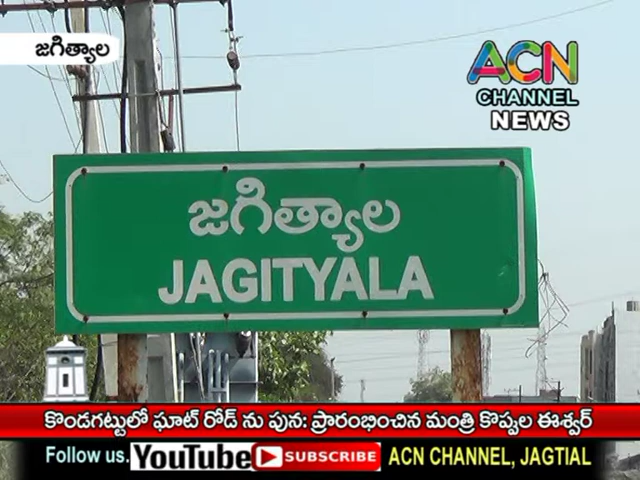 జగిత్యాల
ACN
CHANNEL
NEWS
జగిత్యాల
JAGITYALA
కొండగట్టులో ఘాట్ రోడ్ ను పున: ప్రారంభించిన మంత్రి కొప్పుల ఈశ్వర్
Follow us. YouTube SUBSCRIBE ACN CHANNEL, JAGTIAL